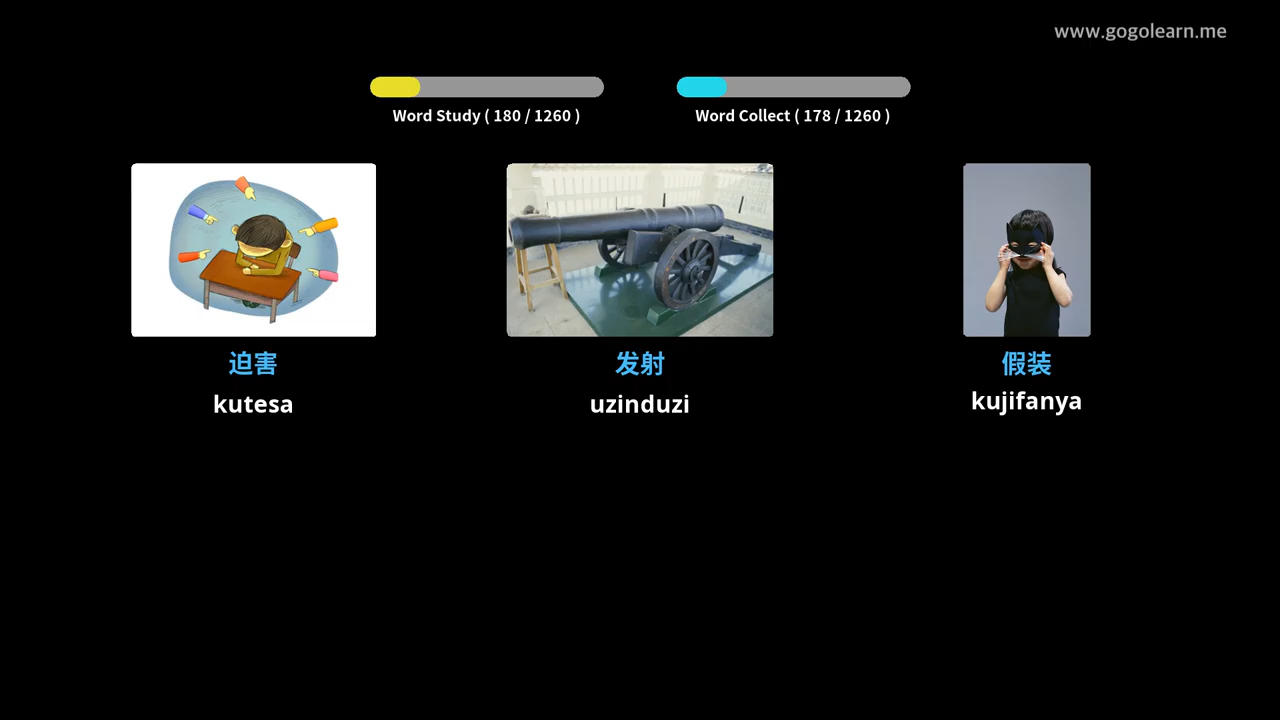 www.gogolearn.me
Word Study ( 180 / 1260 )
Word Collect ( 178 / 1260 )
迫害
发射
假装
kutesa
uzinduzi
kujifanya